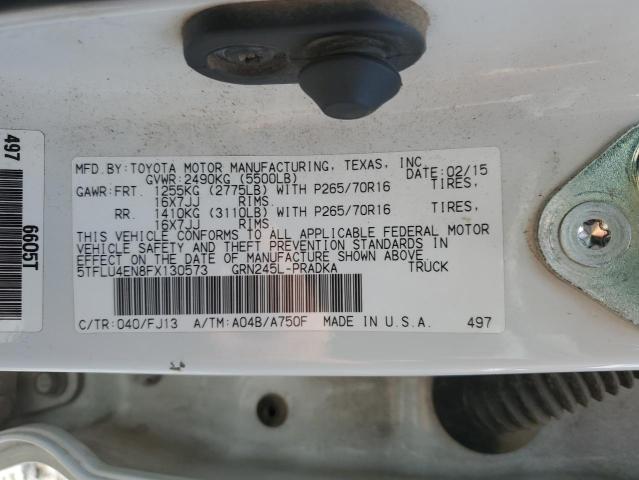 MFD.BY:TOYOTA MOTOR MANUFACTURING, TEXAS, INC.
GVWR:2490KG (5500LB) DATE:02/15
GAWR:FRT. 1255KG (2775LB) WITH P265/70R16 TIRES,
16X7JJ RIMS.
RR. 1410KG (3110LB) WITH P265/70R16 TIRES,
16X7JJ RIMS.
THIS VEHICLE CONFORMS TO ALL APPLICABLE FEDERAL MOTOR
VEHICLE SAFETY AND THEFT PREVENTION STANDARDS IN
EFFECT ON THE DATE OF MANUFACTURE SHOWN ABOVE.
5TFLU4EN8FX130573 GRN245L-PRADKA TRUCK
C/TR:040/FJ13 A/TM:A04B/A750F MADE IN U.S.A. 497
497
6605T